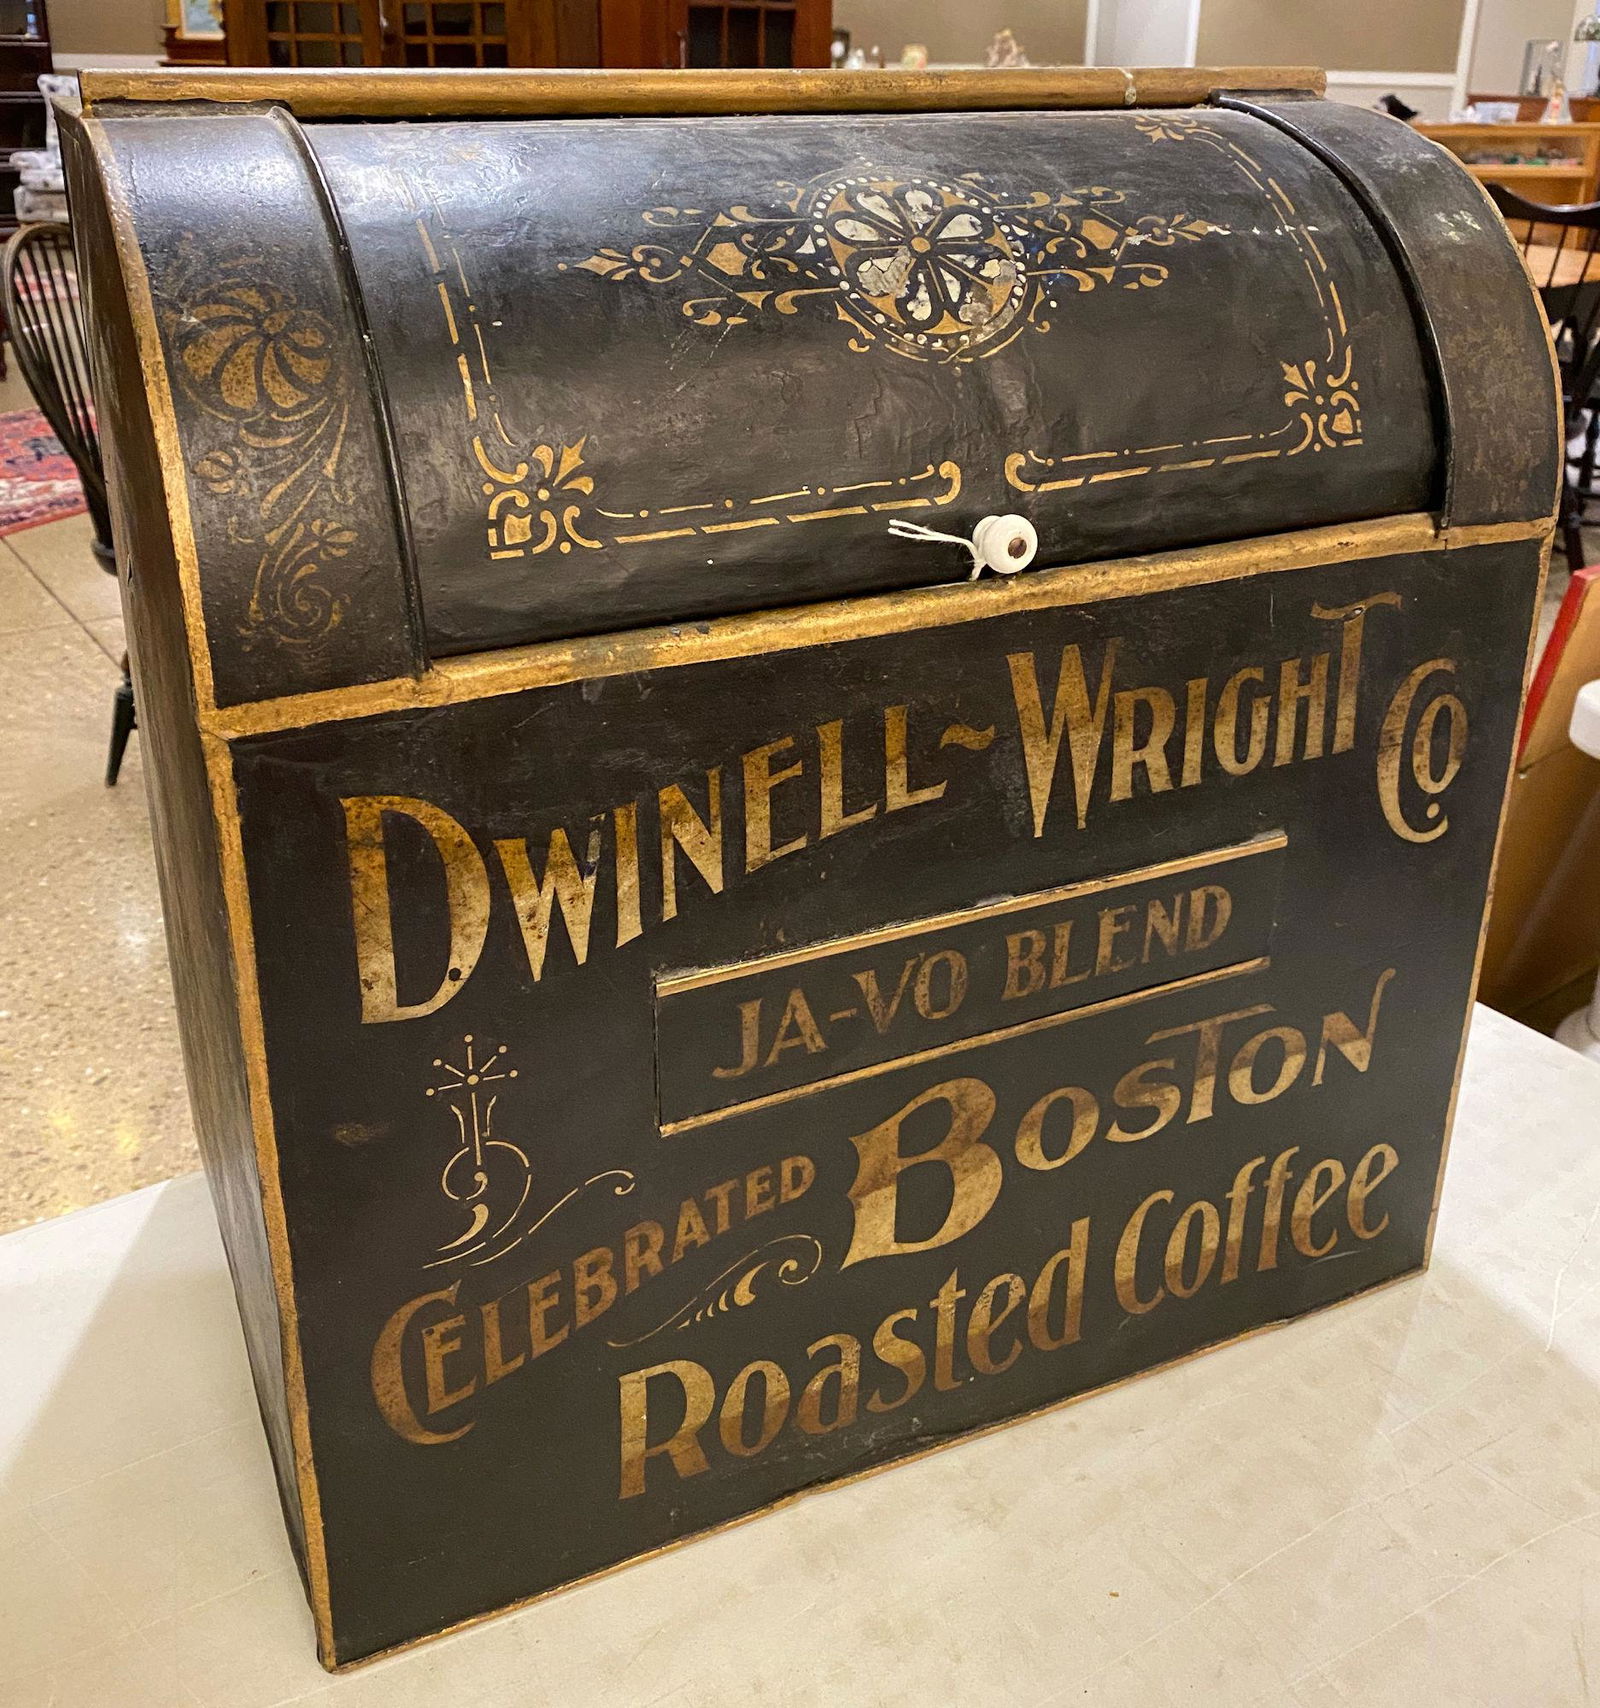 DWINELL~WRIGHT Co.
JA-VO BLEND
CELEBRATED BOSTON
Roasted Coffee